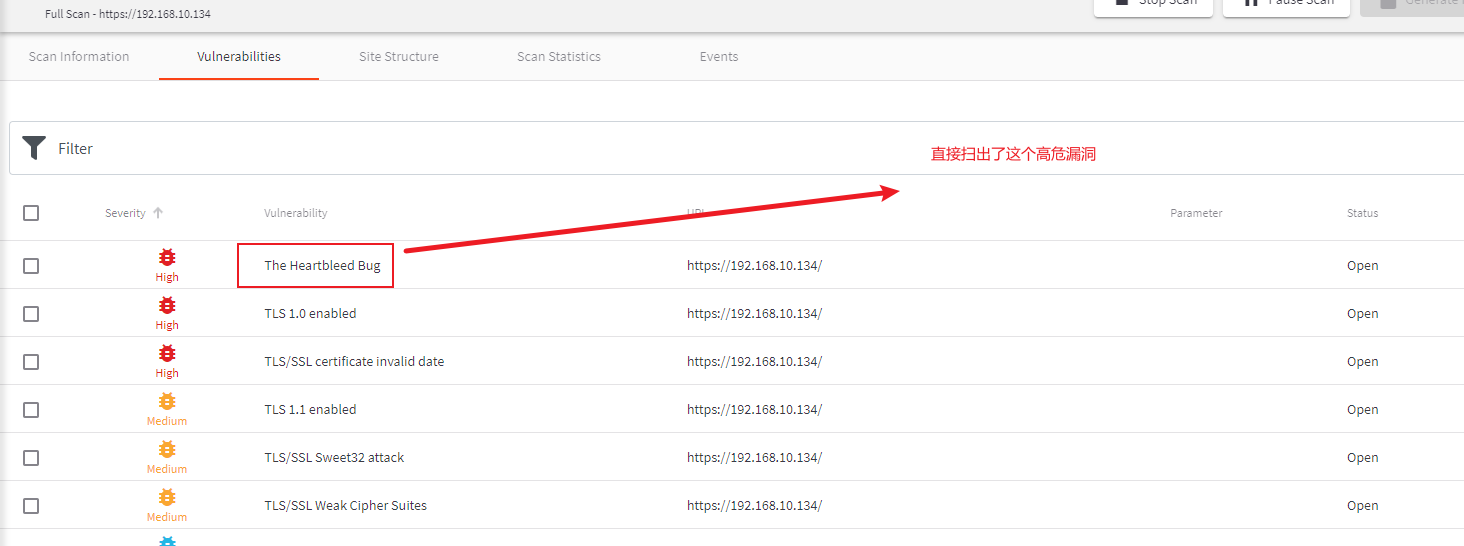 Full Scan - https://192.168.10.134
Stop Scan
Pause Scan
Scan Information
Vulnerabilities
Site Structure
Scan Statistics
Events
Filter
直接扫出了这个高危漏洞
Severity
Vulnerability
URL
Parameter
Status
High
The Heartbleed Bug
https://192.168.10.134/
Open
High
TLS 1.0 enabled
https://192.168.10.134/
Open
High
TLS/SSL certificate invalid date
https://192.168.10.134/
Open
Medium
TLS 1.1 enabled
https://192.168.10.134/
Open
Medium
TLS/SSL Sweet32 attack
https://192.168.10.134/
Open
Medium
TLS/SSL Weak Cipher Suites
https://192.168.10.134/
Open